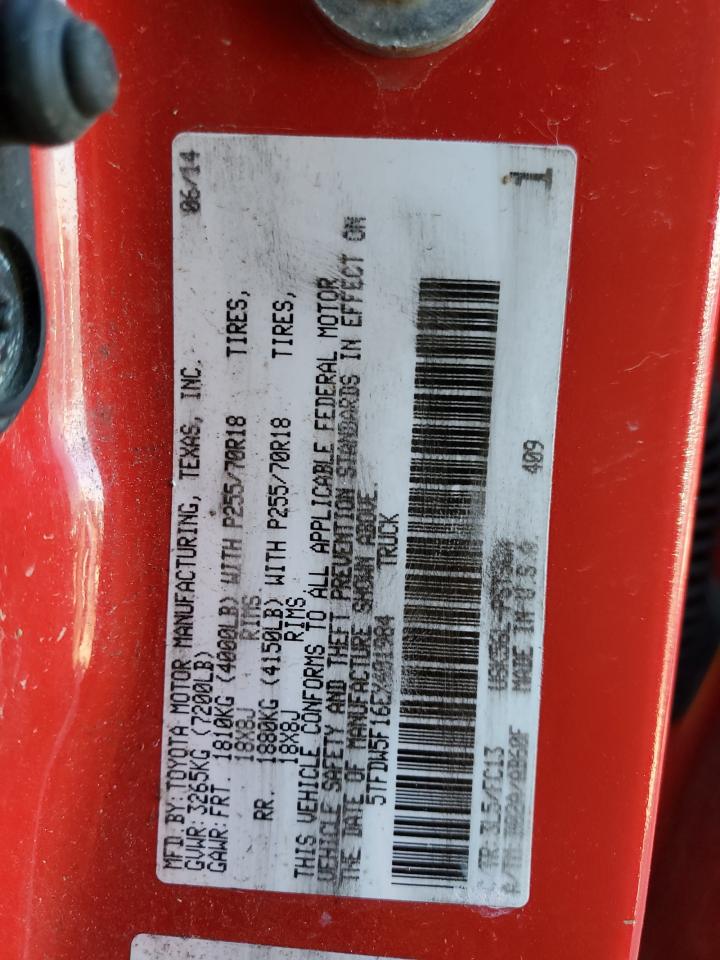 MFD BY: TOYOTA MOTOR MANUFACTURING, TEXAS, INC. 06/14
GVWR: 3265KG (7200LB)
GAWR: FRT. 1810KG (4000LB) WITH P255/70R18 TIRES,
18X8J RIMS
RR. 1880KG (4150LB) WITH P255/70R18 TIRES,
18X8J RIMS,
THIS VEHICLE CONFORMS TO ALL APPLICABLE FEDERAL MOTOR
VEHICLE SAFETY AND THEFT PREVENTION STANDARDS IN EFFECT ON
THE DATE OF MANUFACTURE SHOWN ABOVE.
TRUCK
C/TR: 3L5/FC13
409 1
MADE IN U.S.A.